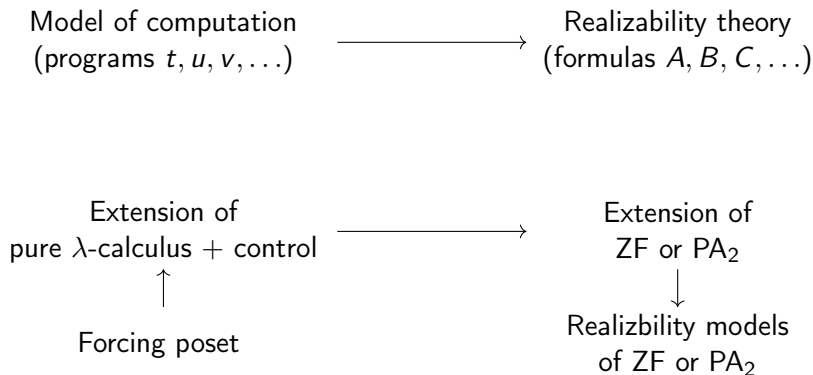 Model of computation
(programs t, u, v, . . .)
Realizability theory
(formulas A, B, C, . . .)
Extension of
pure λ-calculus + control
Extension of
ZF or PA₂
Forcing poset
Realizbility models
of ZF or PA₂